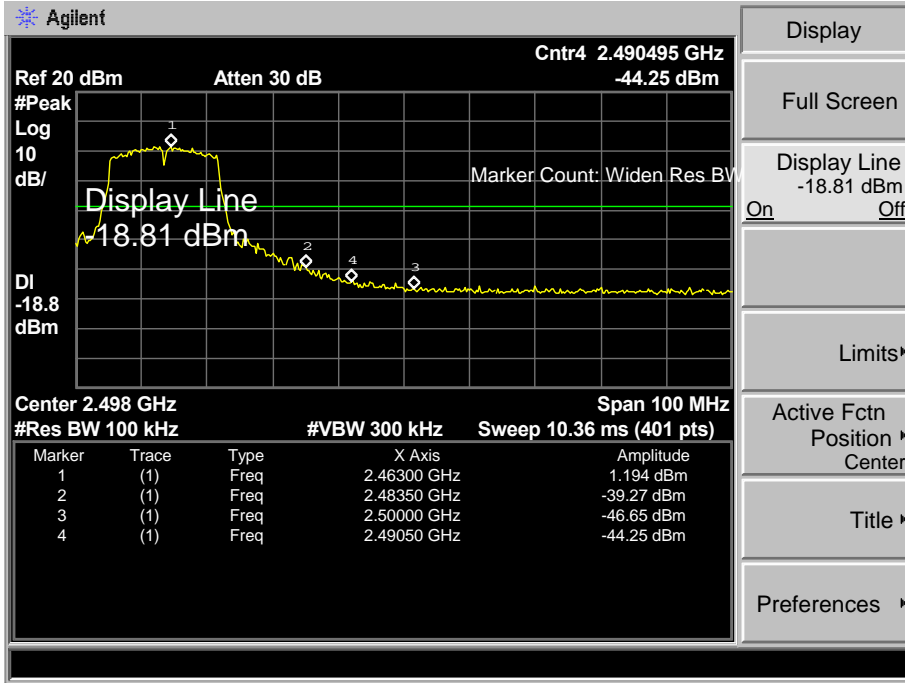 Agilent
Display
Cntr4 2.490495 GHz
Ref 20 dBm Atten 30 dB -44.25 dBm
#Peak
Log
10
dB/
1
Marker Count: Widen Res BW
Display Line
-18.81 dBm
2
4
3
DI
-18.8
dBm
Center 2.498 GHz Span 100 MHz
#Res BW 100 kHz #VBW 300 kHz Sweep 10.36 ms (401 pts)
Marker Trace Type X Axis Amplitude
1 (1) Freq 2.46300 GHz 1.194 dBm
2 (1) Freq 2.48350 GHz -39.27 dBm
3 (1) Freq 2.50000 GHz -46.65 dBm
4 (1) Freq 2.49050 GHz -44.25 dBm
Full Screen
Display Line
-18.81 dBm
On Off
Limits
Active Fctn
Position
Center
Title
Preferences